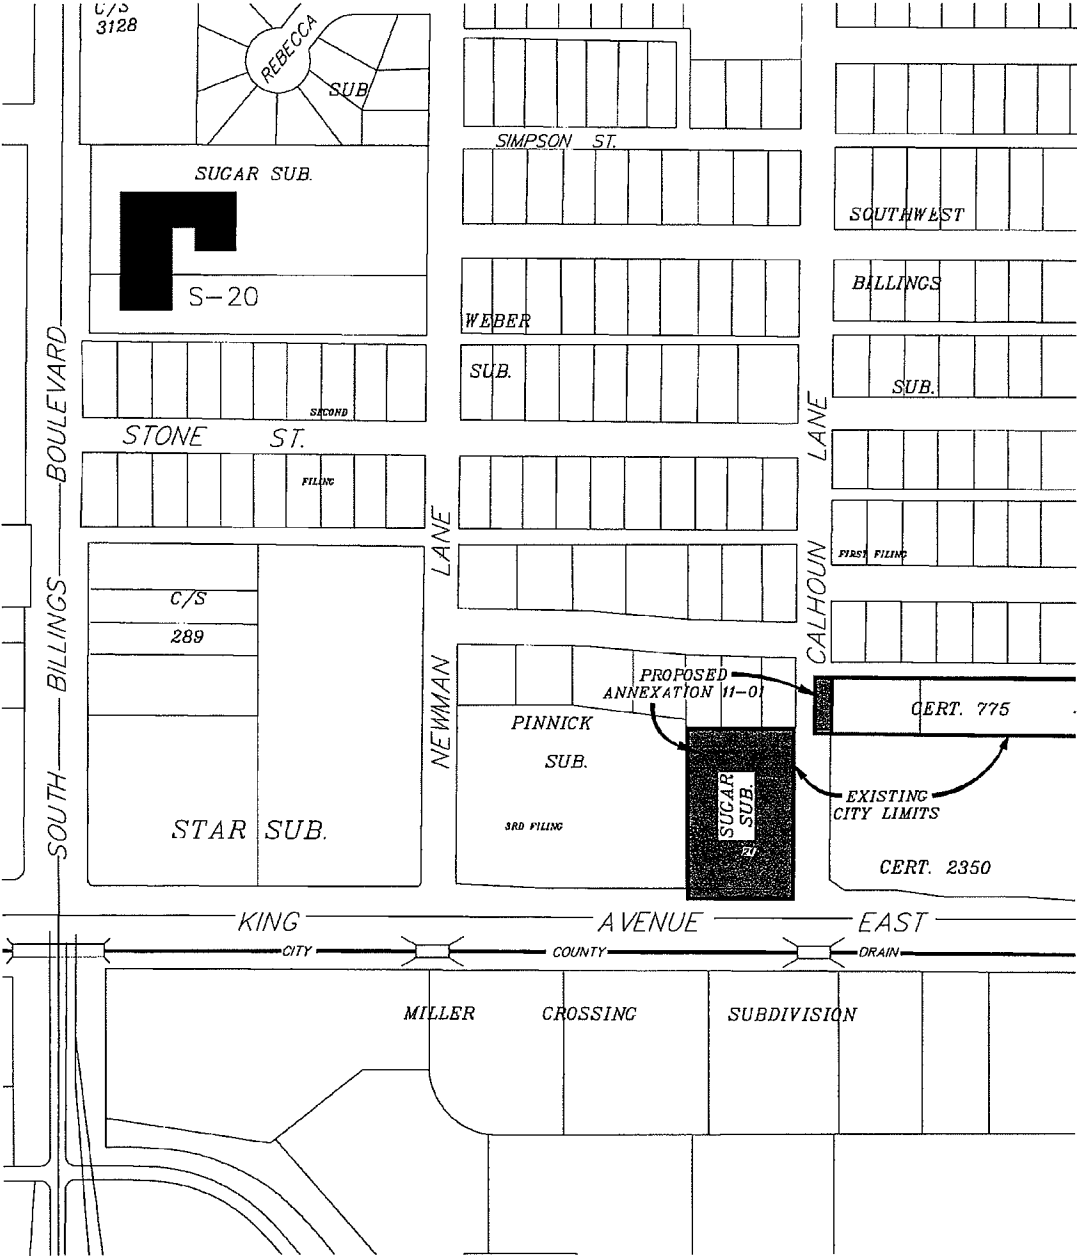 C/S
3128
REBECCA
SUB
SIMPSON ST.
SUGAR SUB.
SOUTHWEST
S-20
BILLINGS
WEBER
SUB.
SUB.
SECOND
STONE ST.
FILING
SOUTH BILLINGS BOULEVARD
NEWMAN LANE
CALHOUN LANE
FIRST FILING
C/S
289
PROPOSED
ANNEXATION 11-01
CERT. 775
PINNICK
SUB.
3RD FILING
SUGAR
SUB.
EXISTING
CITY LIMITS
STAR SUB.
CERT. 2350
KING AVENUE EAST
CITY COUNTY DRAIN
MILLER CROSSING SUBDIVISION